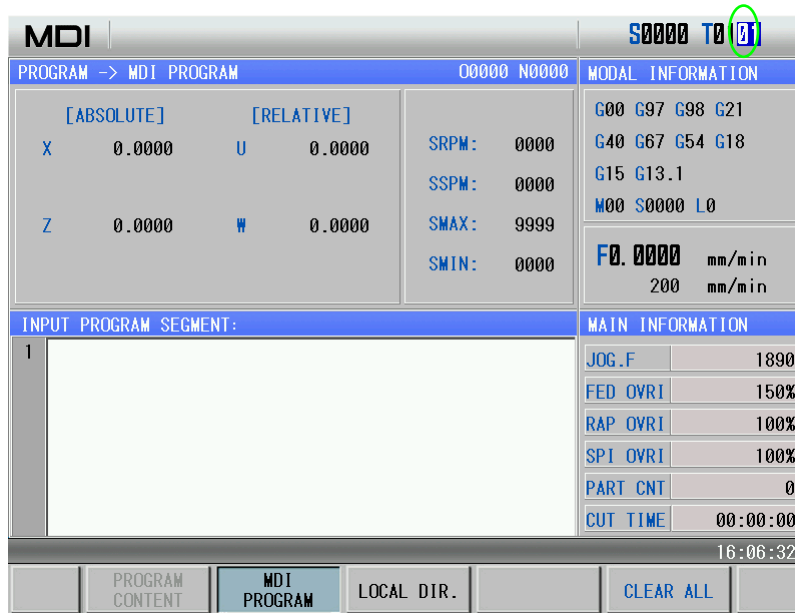 MDI S0000 T0101
PROGRAM -> MDI PROGRAM O0000 N0000
[ABSOLUTE] [RELATIVE]
X 0.0000 U 0.0000
Z 0.0000 W 0.0000
SRPM: 0000
SSPM: 0000
SMAX: 9999
SMIN: 0000
MODAL INFORMATION
G00 G97 G98 G21
G40 G67 G54 G18
G15 G13.1
M00 S0000 L0
F0.0000 mm/min
200 mm/min
INPUT PROGRAM SEGMENT:
1
MAIN INFORMATION
JOG.F 1890
FED OVRI 150%
RAP OVRI 100%
SPI OVRI 100%
PART CNT 0
CUT TIME 00:00:00
16:06:32
PROGRAM CONTENT
MDI PROGRAM
LOCAL DIR.
CLEAR ALL